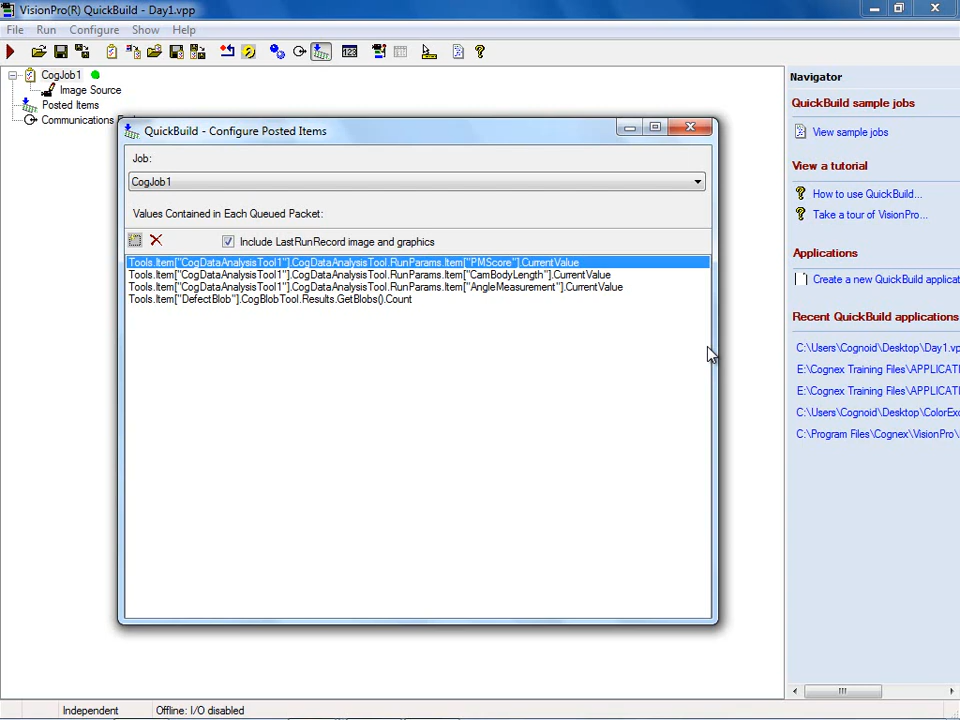 VisionPro(R) QuickBuild - Day1.vpp
File Run Configure Show Help
CogJob1
Image Source
Posted Items
Communications
QuickBuild - Configure Posted Items
Job:
CogJob1
Values Contained in Each Queued Packet:
Include LastRunRecord image and graphics
Tools.Item["CogDataAnalysisTool1"].CogDataAnalysisTool.RunParams.Item["PMScore"].CurrentValue
Tools.Item["CogDataAnalysisTool1"].CogDataAnalysisTool.RunParams.Item["CamBodyLength"].CurrentValue
Tools.Item["CogDataAnalysisTool1"].CogDataAnalysisTool.RunParams.Item["AngleMeasurement"].CurrentValue
Tools.Item["DefectBlob"].CogBlobTool.Results.GetBlobs().Count
Navigator
QuickBuild sample jobs
View sample jobs
View a tutorial
How to use QuickBuild...
Take a tour of VisionPro...
Applications
Create a new QuickBuild applicat
Recent QuickBuild applications
C:\Users\Cognoid\Desktop\Day1.vp
E:\Cognex Training Files\APPLICATI
E:\Cognex Training Files\APPLICATI
C:\Users\Cognoid\Desktop\ColorExc
C:\Program Files\Cognex\VisionPro\
Independent Offline: I/O disabled